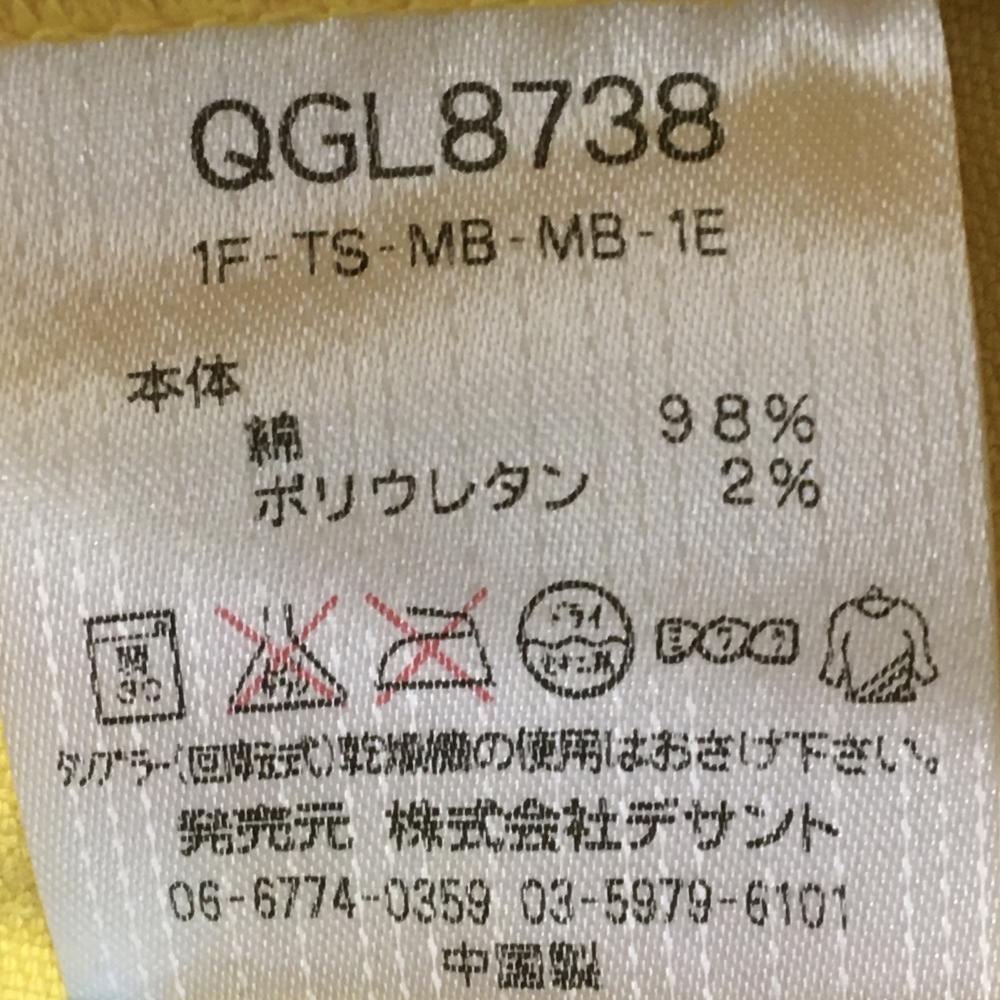 QGL8738
1F-TS-MB-MB-1E
本体
綿 98%
ポリウレタン 2%
ドライ
タンブラー(回転式)乾燥機の使用はおさけ下さい。
発売元 株式会社デサント
06-6774-0359 03-5979-6101
中国製